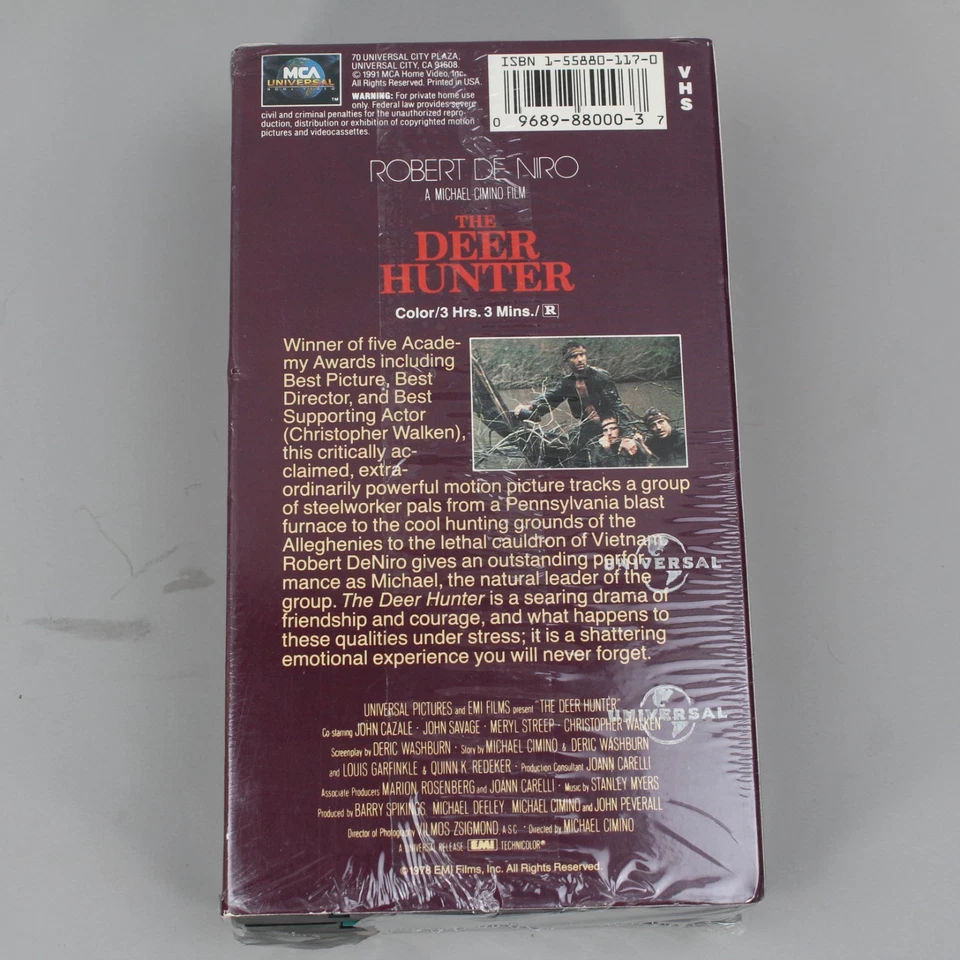 MCA
UNIVERSAL
HOME VIDEO
TM
70 UNIVERSAL CITY PLAZA,
UNIVERSAL CITY, CA 91608.
© 1991 MCA Home Video, Inc.
All Rights Reserved. Printed in USA.
WARNING: For private home use
only. Federal law provides severe
civil and criminal penalties for the unauthorized repro-
duction, distribution or exhibition of copyrighted motion
pictures and videocassettes.
ISBN 1-55880-117-0
0 9689-88000-3 7
VHS
ROBERT DE NIRO
A MICHAEL CIMINO FILM
THE
DEER
HUNTER
Color/3 Hrs. 3 Mins./R
Winner of five Acade-
my Awards including
Best Picture, Best
Director, and Best
Supporting Actor
(Christopher Walken),
this critically ac-
claimed, extra-
ordinarily powerful motion picture tracks a group
of steelworker pals from a Pennsylvania blast
furnace to the cool hunting grounds of the
Alleghenies to the lethal cauldron of Vietnam.
Robert DeNiro gives an outstanding perfor-
mance as Michael, the natural leader of the
group. The Deer Hunter is a searing drama of
friendship and courage, and what happens to
these qualities under stress; it is a shattering
emotional experience you will never forget.
UNIVERSAL
UNIVERSAL
UNIVERSAL PICTURES and EMI FILMS present "THE DEER HUNTER"
Co-starring JOHN CAZALE · JOHN SAVAGE · MERYL STREEP · CHRISTOPHER WALKEN
Screenplay by DERIC WASHBURN · Story by MICHAEL CIMINO & DERIC WASHBURN
and LOUIS GARFINKLE & QUINN K. REDEKER · Production Consultant JOANN CARELLI
Associate Producers MARION ROSENBERG and JOANN CARELLI · Music by STANLEY MYERS
Produced by BARRY SPIKINGS, MICHAEL DEELEY, MICHAEL CIMINO and JOHN PEVERALL
Director of Photography VILMOS ZSIGMOND, A.S.C. · Directed by MICHAEL CIMINO
A UNIVERSAL RELEASE EMI TECHNICOLOR®
©1978 EMI Films, Inc. All Rights Reserved